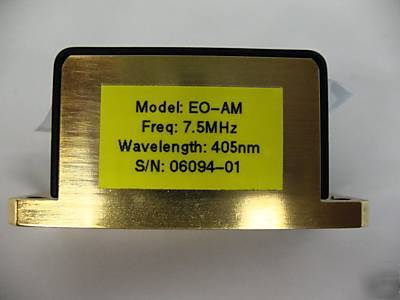 Model: EO-AM
Freq: 7.5MHz
Wavelength: 405nm
S/N: 06094-01